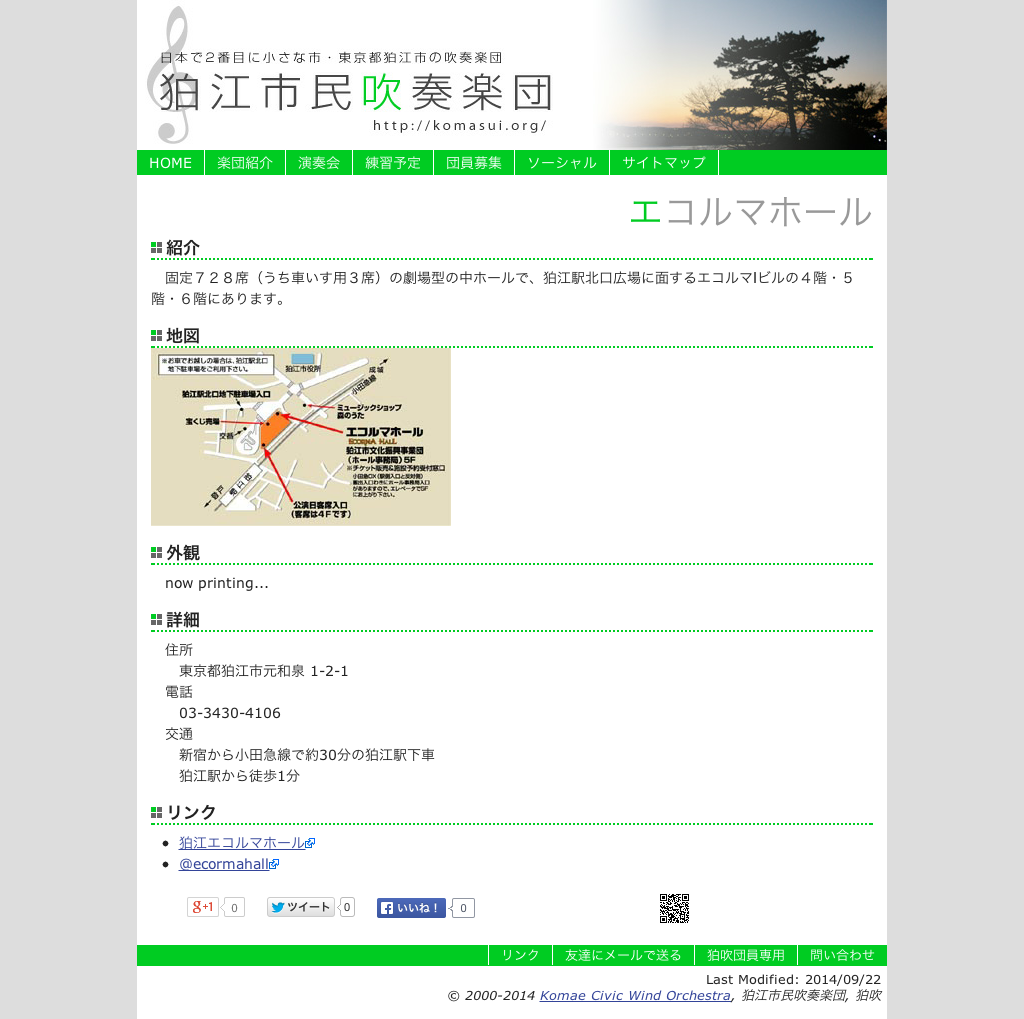 日本で2番目に小さな市・東京都狛江市の吹奏楽団
狛江市民吹奏楽団
http://komasui.org/
HOME 楽団紹介 演奏会 練習予定 団員募集 ソーシャル サイトマップ
エコルマホール
紹介
固定７２８席（うち車いす用３席）の劇場型の中ホールで、狛江駅北口広場に面するエコルマIビルの４階・５
階・６階にあります。
地図
※お車でお越しの場合は、狛江駅北口
地下駐車場をご利用下さい。
狛江市役所
成城
小田急線
狛江駅北口地下駐車場入口
ミュージックショップ
森のうた
宝くじ売場
交番
エコルマホール
ECORMA HALL
狛江市文化振興事業団
(ホール事務局)5F
※チケット販売&施設予約受付窓口
狛江市
登戸
公演日客席入口
(客席は4Fです)
外観
now printing...
詳細
住所
東京都狛江市元和泉 1-2-1
電話
03-3430-4106
交通
新宿から小田急線で約30分の狛江駅下車
狛江駅から徒歩1分
リンク
狛江エコルマホール
@ecormahall
g+1 0 ツイート 0 いいね！ 0
リンク 友達にメールで送る 狛吹団員専用 問い合わせ
Last Modified: 2014/09/22
© 2000-2014 Komae Civic Wind Orchestra, 狛江市民吹奏楽団, 狛吹